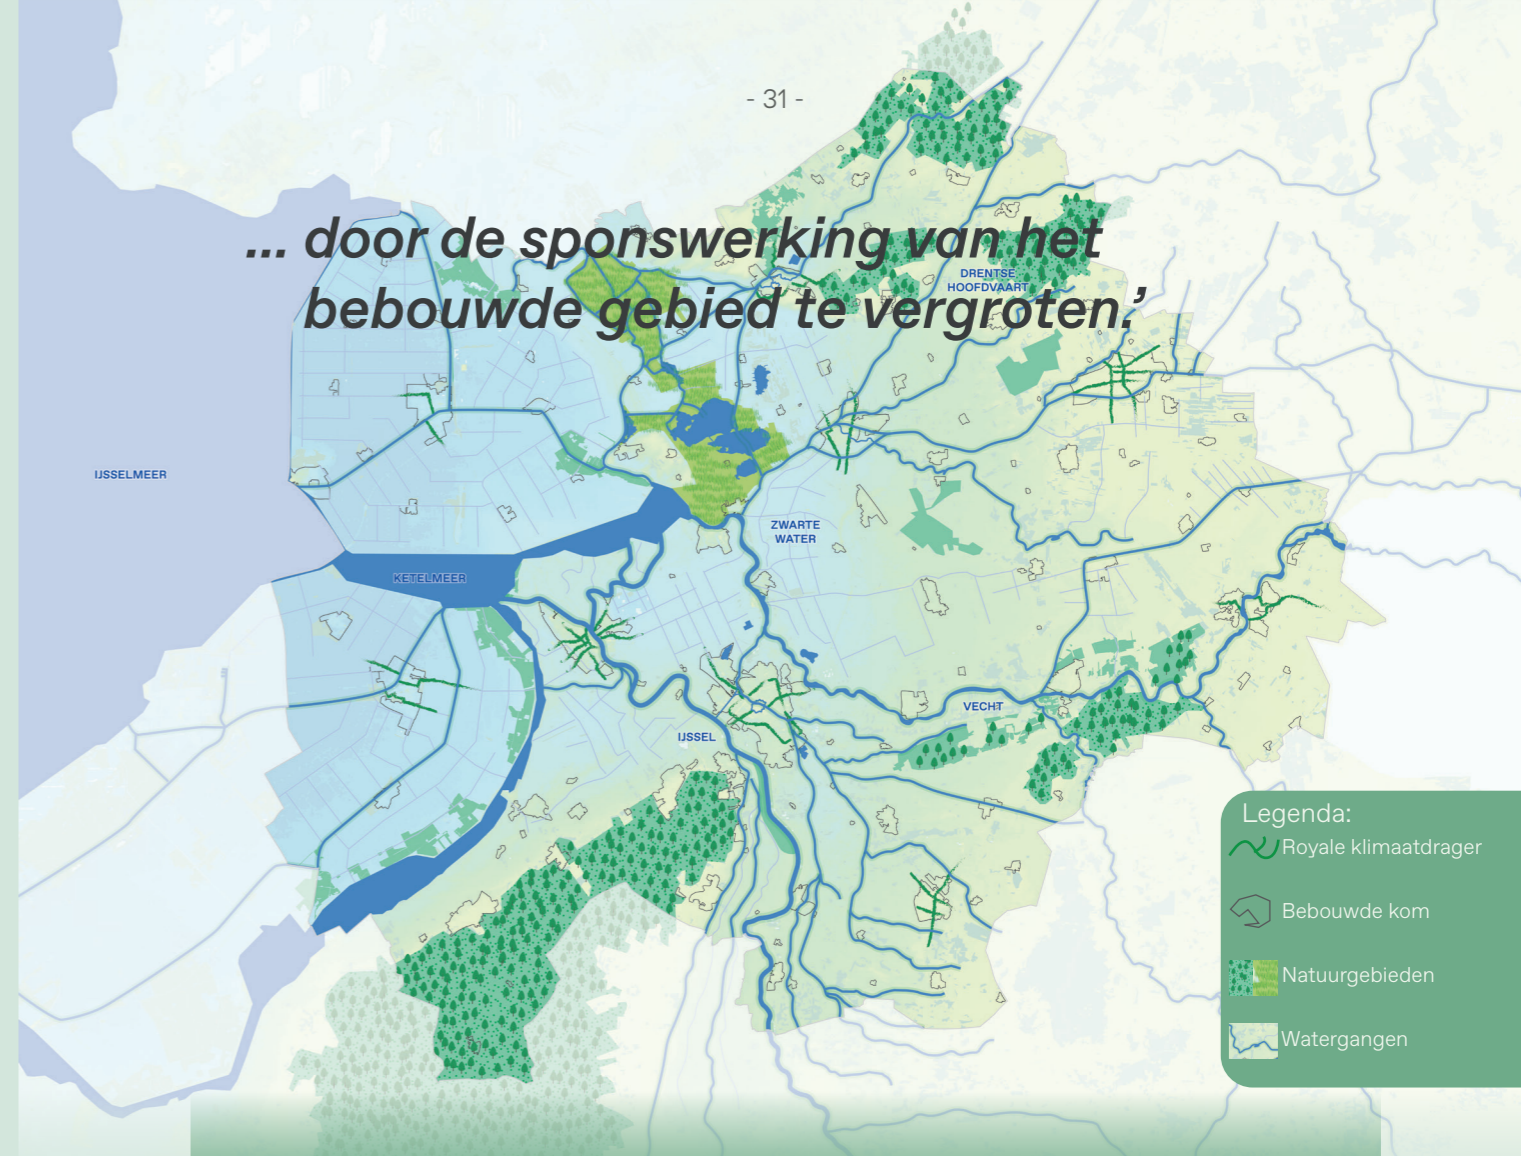 - 31 -
... door de sponswerking van het
bebouwde gebied te vergroten.’
DRENTSE
HOOFDVAART
IJSSELMEER
ZWARTE
WATER
KETELMEER
VECHT
IJSSEL
Legenda:
Royale klimaatdrager
Bebouwde kom
Natuurgebieden
Watergangen